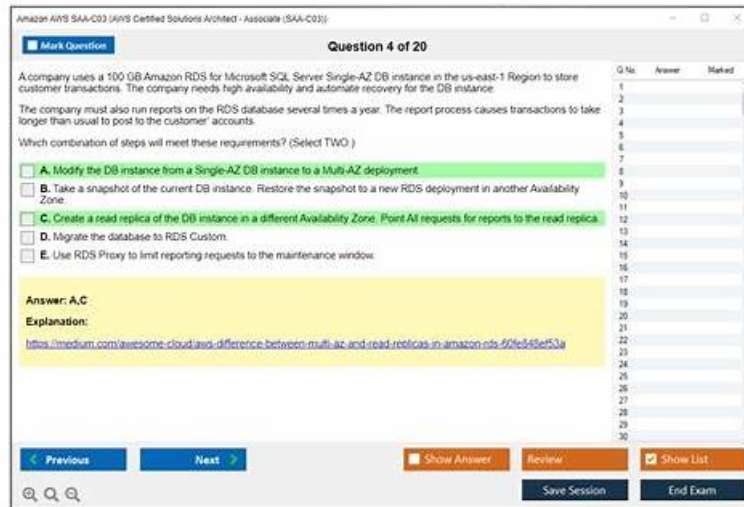 Amazon AWS SAA-C03 (AWS Certified Solutions Architect - Associate (SAA-C03))
Mark Question
Question 4 of 20
A company uses a 100 GB Amazon RDS for Microsoft SQL Server Single-AZ DB instance in the us-east-1 Region to store
customer transactions. The company needs high availability and automate recovery for the DB instance.
The company must also run reports on the RDS database several times a year. The report process causes transactions to take
longer than usual to post to the customer' accounts.
Which combination of steps will meet these requirements? (Select TWO.)
A. Modify the DB instance from a Single-AZ DB instance to a Multi-AZ deployment.
B. Take a snapshot of the current DB instance. Restore the snapshot to a new RDS deployment in another Availability
Zone.
C. Create a read replica of the DB instance in a different Availability Zone. Point All requests for reports to the read replica.
D. Migrate the database to RDS Custom.
E. Use RDS Proxy to limit reporting requests to the maintenance window.
Answer: A,C
Explanation:
https://medium.com/awesome-cloud/aws-difference-between-multi-az-and-read-replicas-in-amazon-rds-60fe848ef53a
Q No. Answer Marked
1
2
3
4
5
6
7
8
9
10
11
12
13
14
15
16
17
18
19
20
21
22
23
24
25
26
27
28
29
30
Previous
Next
Show Answer
Review
Show List
Save Session
End Exam